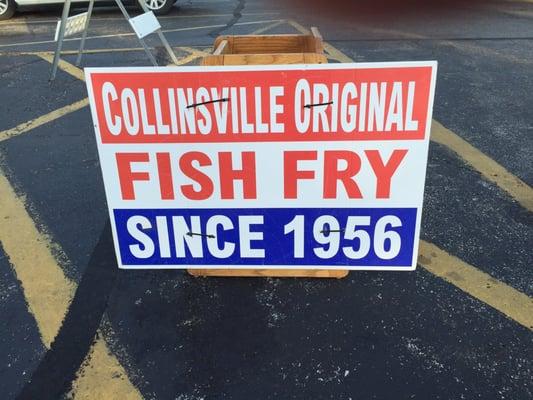 COLLINSVILLE ORIGINAL
FISH FRY
SINCE 1956